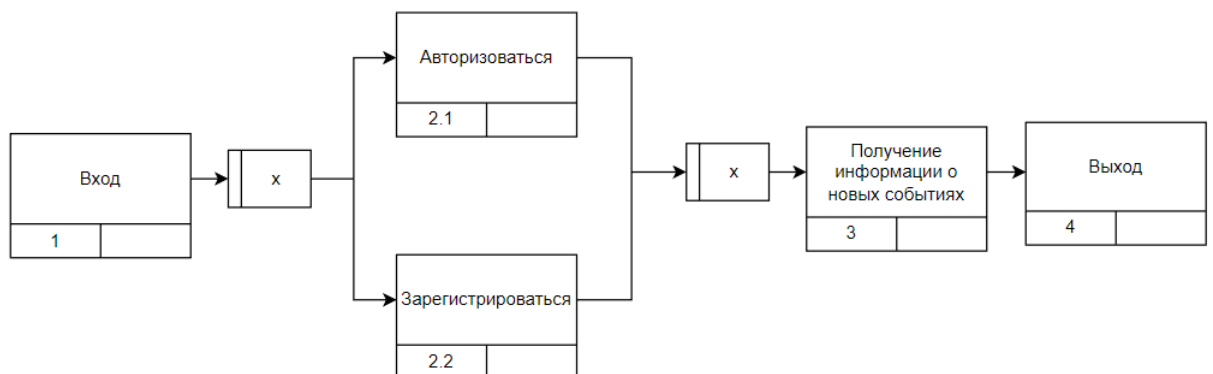 Авторизоваться
2.1
Вход
1
x
x
Получение
информации о
новых событиях
3
Выход
4
Зарегистрироваться
2.2